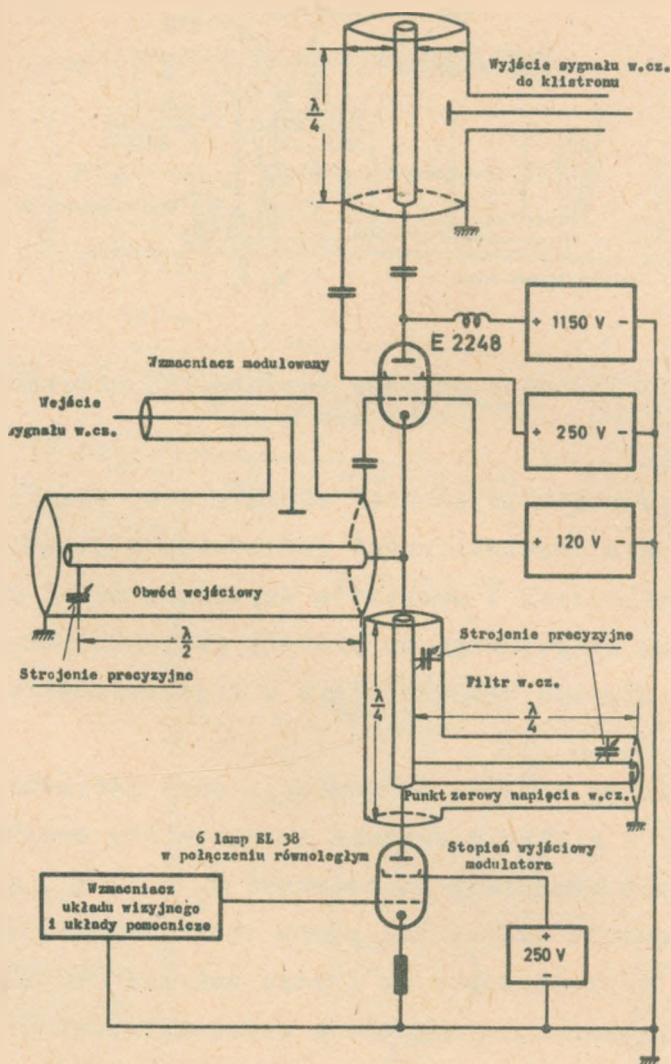 Wyjście sygnału w.cz.
do klistronu
λ/4
+ 1150 V −
E 2248
Wzmacniacz modulowany
Wejście
sygnału w.cz.
+ 250 V −
+ 120 V −
Obwód wejściowy
λ/2
Strojenie precyzyjne
Strojenie precyzyjne
Filtr w.cz.
λ/4
λ/4
Punkt zerowy napięcia w.cz.
6 lamp EL 38
w połączeniu równoległym
Stopień wyjściowy
modulatora
Wzmacniacz
układu wizyjnego
i układy pomocnicze
+
250 V
−